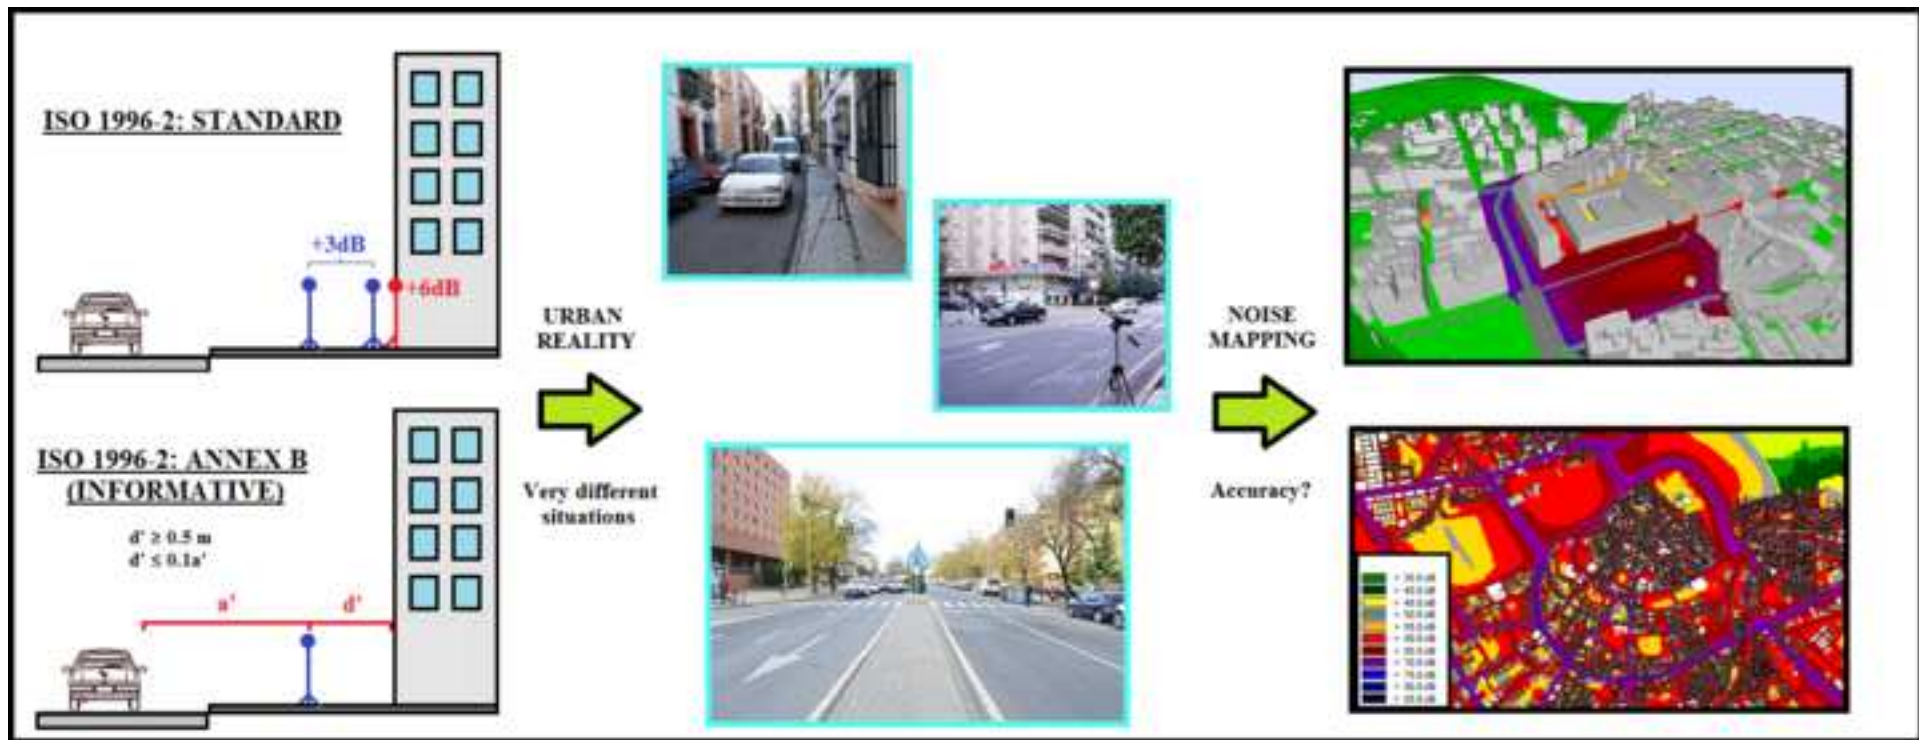 ISO 1996-2: STANDARD
+3dB
+6dB
ISO 1996-2: ANNEX B
(INFORMATIVE)
d' ≥ 0.5 m
d' ≤ 0.1a'
a'
d'
URBAN
REALITY
Very different
situations
NOISE
MAPPING
Accuracy?